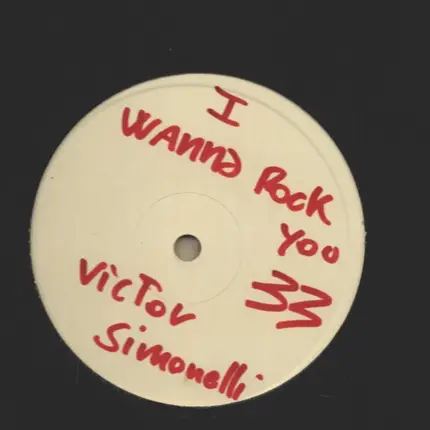 I
WANNA ROCK
YOU
33
VICTOR
Simonelli